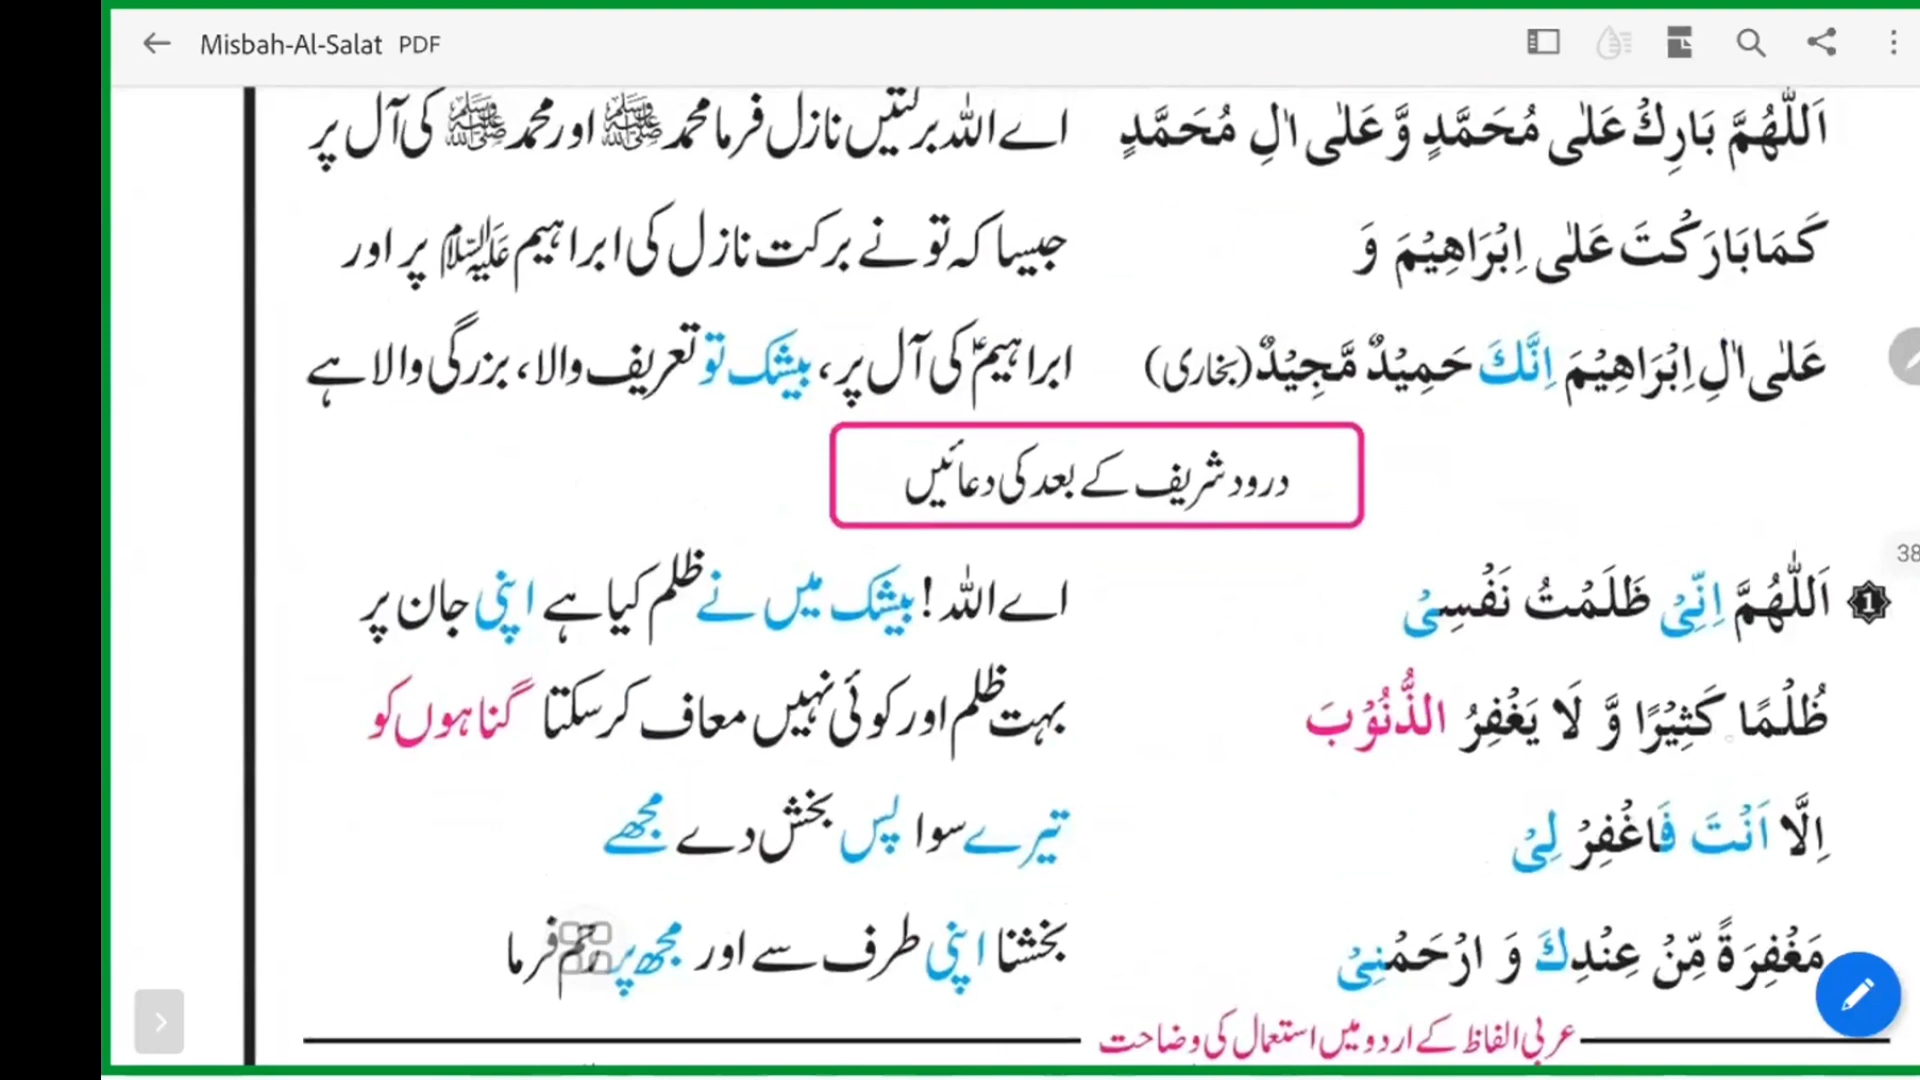 Misbah-Al-Salat PDF
اَللّٰهُمَّ بَارِكْ عَلٰى مُحَمَّدٍ وَّ عَلٰى اٰلِ مُحَمَّدٍ اے اللہ برکتیں نازل فرما محمد ﷺ اور محمد ﷺ کی آل پر
كَمَا بَارَكْتَ عَلٰى اِبْرَاهِيْمَ وَ جیسا کہ تو نے برکت نازل کی ابراہیم علیہ السلام پر اور
عَلٰى اٰلِ اِبْرَاهِيْمَ اِنَّكَ حَمِيْدٌ مَّجِيْدٌ (بخاری) ابراہیمؑ کی آل پر، بیشک تو تعریف والا، بزرگی والا ہے
درود شریف کے بعد کی دعائیں
38
1 اَللّٰهُمَّ اِنِّىْ ظَلَمْتُ نَفْسِىْ اے اللہ! بیشک میں نے ظلم کیا ہے اپنی جان پر
ظُلْمًا كَثِيْرًا وَّ لَا يَغْفِرُ الذُّنُوْبَ بہت ظلم اور کوئی نہیں معاف کر سکتا گناہوں کو
اِلَّا اَنْتَ فَاغْفِرْ لِىْ تیرے سوا پس بخش دے مجھے
مَغْفِرَةً مِّنْ عِنْدِكَ وَ ارْحَمْنِىْ بخشنا اپنی طرف سے اور مجھ پر رحم فرما
عربی الفاظ کے اردو میں استعمال کی وضاحت